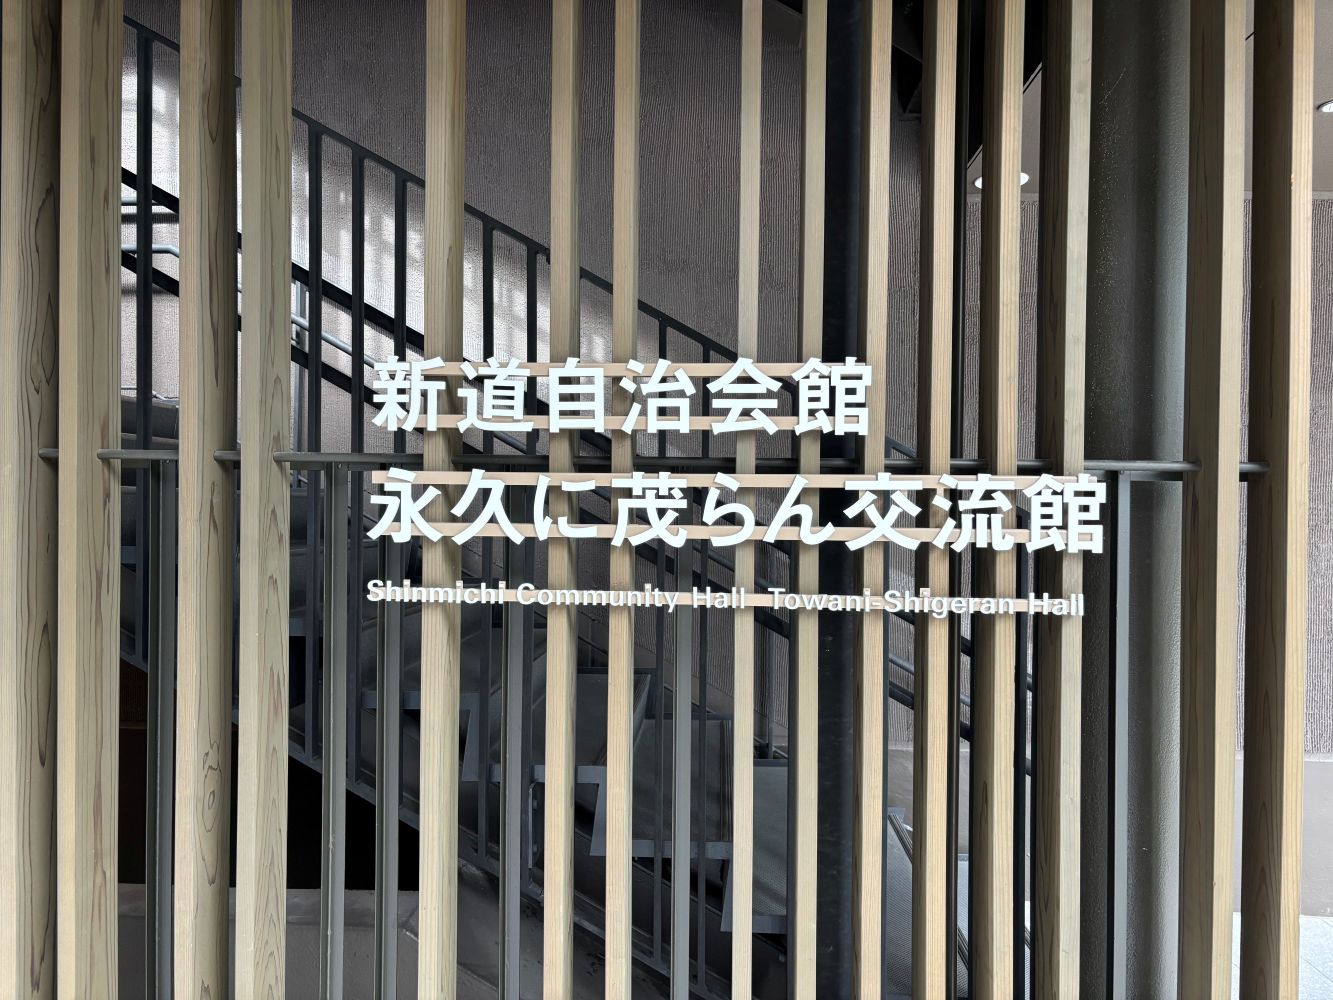 新道自治会館
永久に茂らん交流館
Shinmichi Community Hall Towani-Shigeran Hall